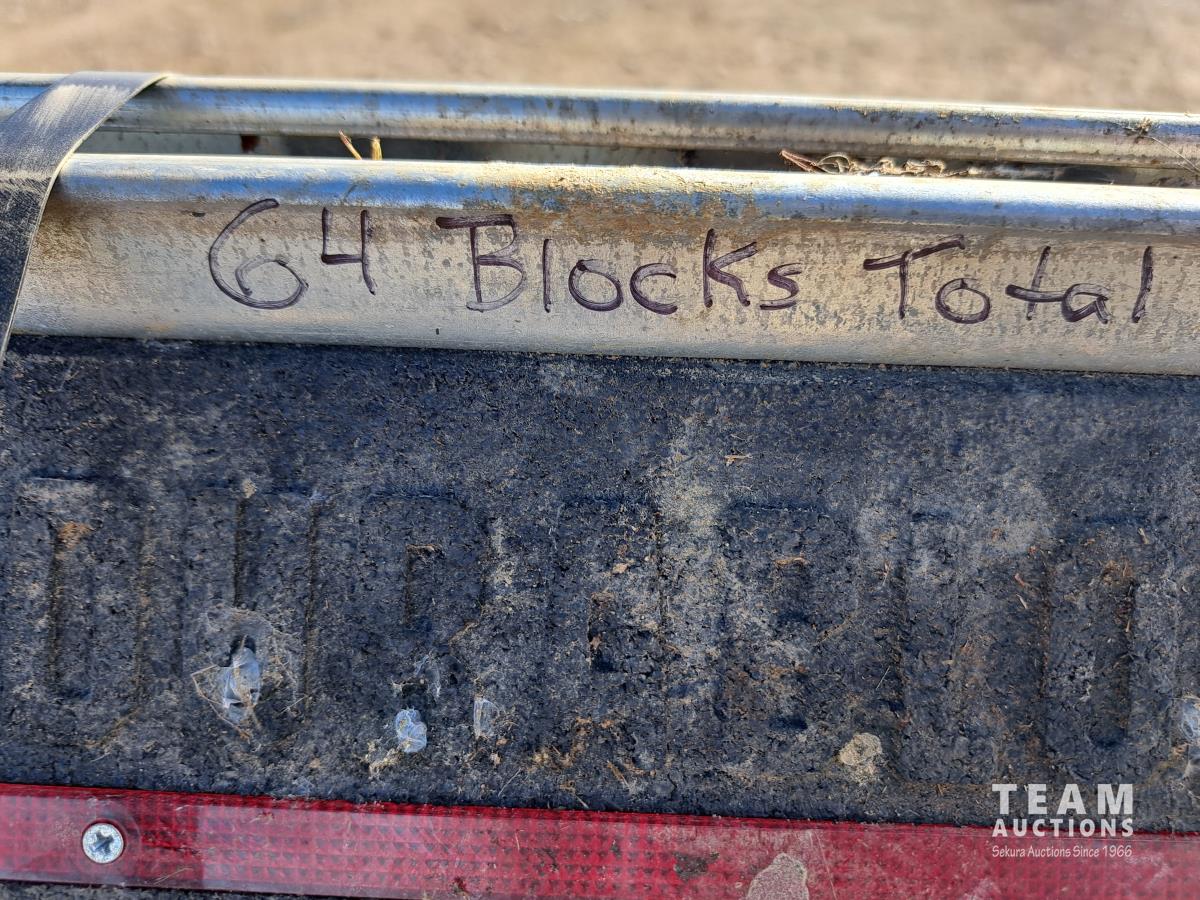 64 Blocks Total
TEAM
AUCTIONS
Sekura Auctions Since 1966